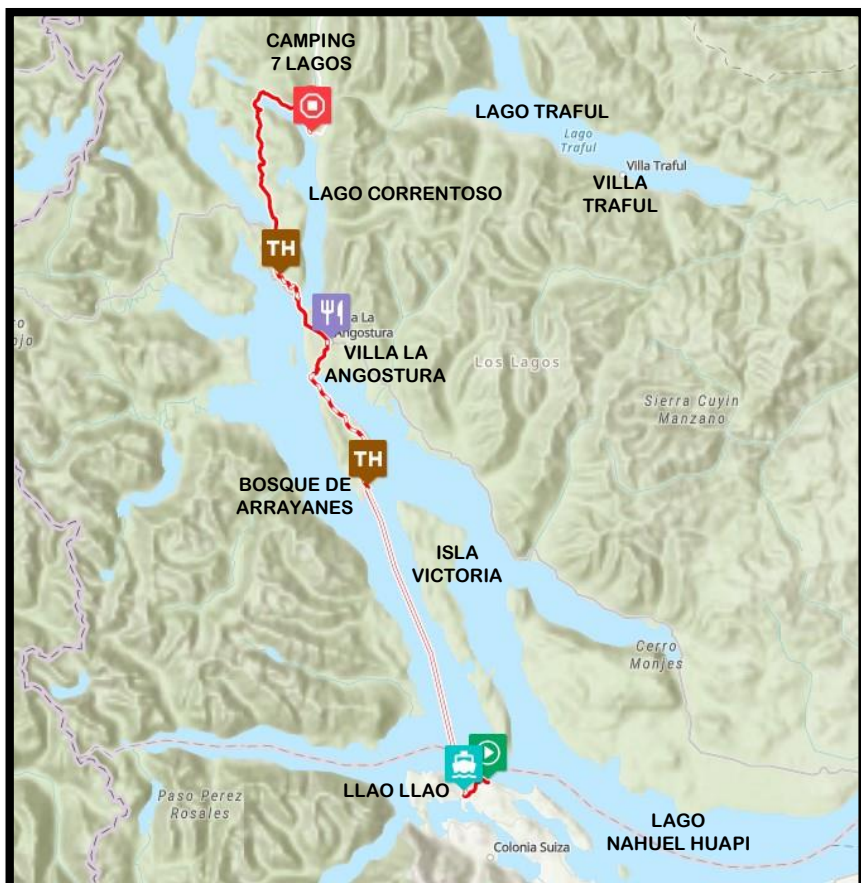 CAMPING
7 LAGOS
LAGO TRAFUL
Lago
Traful
Villa Traful
VILLA
TRAFUL
LAGO CORRENTOSO
TH
a La
Angostura
VILLA LA
ANGOSTURA
Los Lagos
Sierra Cuyin
Manzano
TH
BOSQUE DE
ARRAYANES
ISLA
VICTORIA
Cerro
Monjes
LLAO LLAO
Paso Perez
Rosales
LAGO
NAHUEL HUAPI
Colonia Suiza